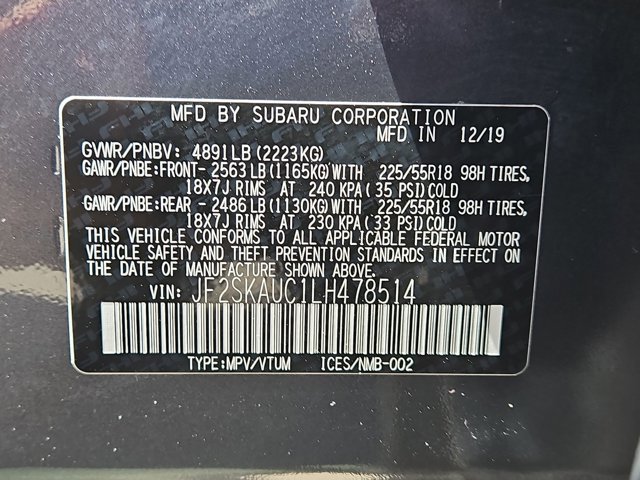 MFD BY SUBARU CORPORATION
MFD IN 12/19
GVWR/PNBV: 4891LB(2223KG)
GAWR/PNBE:FRONT- 2563LB(1165KG)WITH 225/55R18 98H TIRES,
18X7J RIMS AT 240 KPA(35 PSI)COLD
GAWR/PNBE:REAR - 2486LB(1130KG)WITH 225/55R18 98H TIRES,
18X7J RIMS AT 230 KPA(33 PSI)COLD
THIS VEHICLE CONFORMS TO ALL APPLICABLE FEDERAL MOTOR
VEHICLE SAFETY AND THEFT PREVENTION STANDARDS IN EFFECT ON
THE DATE OF MANUFACTURE SHOWN ABOVE.
VIN: JF2SKAUC1LH478514
TYPE:MPV/VTUM ICES/NMB-002